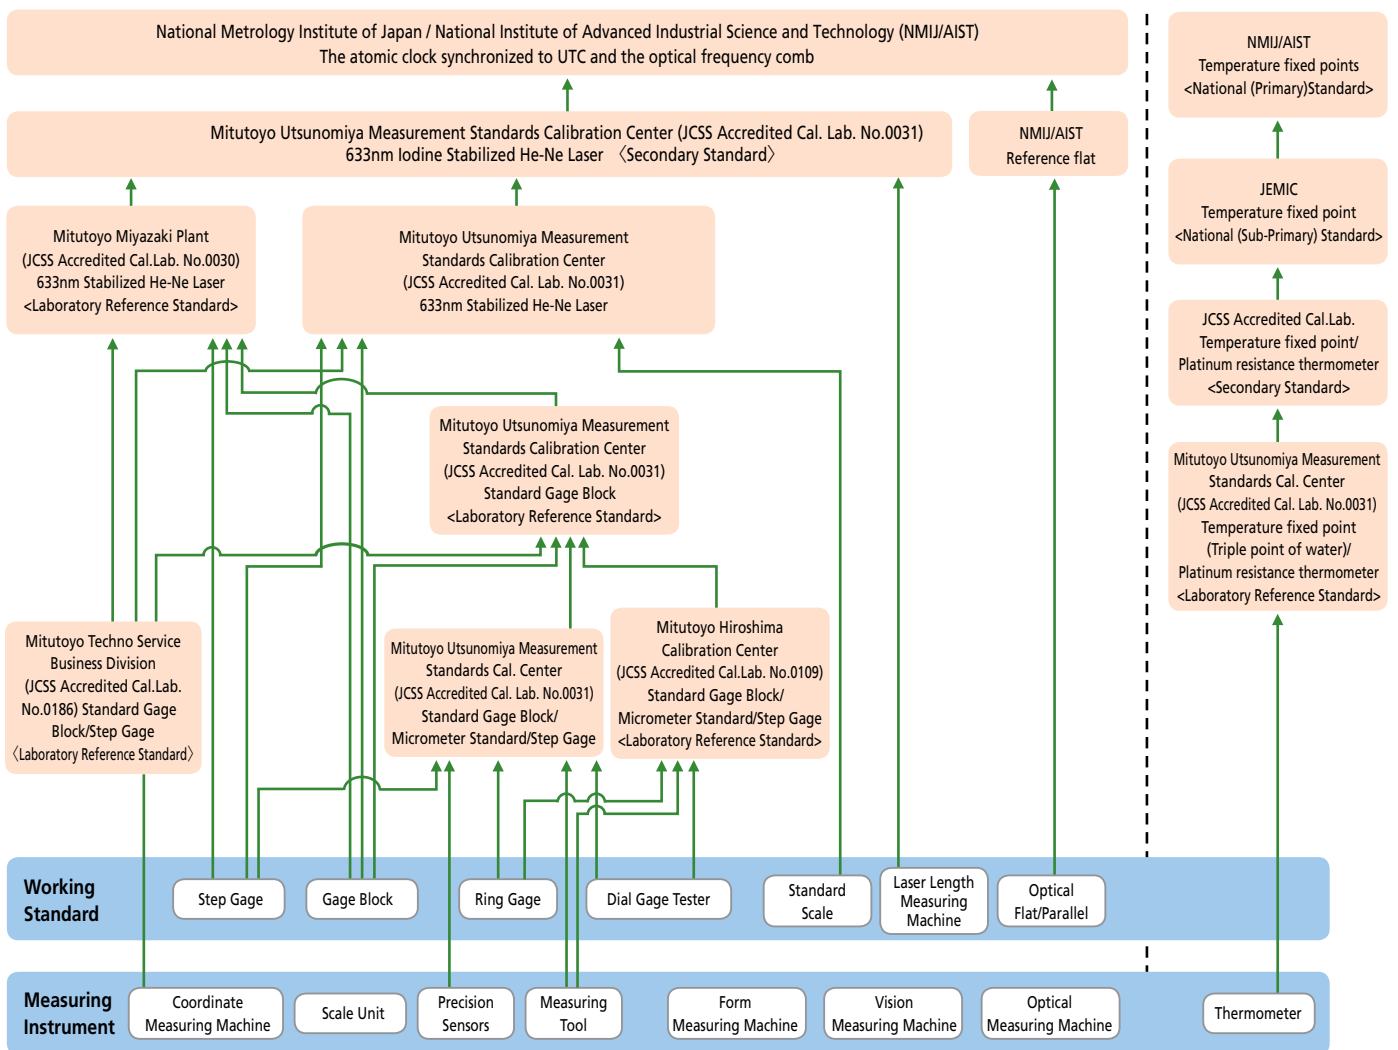 National Metrology Institute of Japan / National Institute of Advanced Industrial Science and Technology (NMIJ/AIST)
The atomic clock synchronized to UTC and the optical frequency comb
NMIJ/AIST
Temperature fixed points
<National (Primary)Standard>
Mitutoyo Utsunomiya Measurement Standards Calibration Center (JCSS Accredited Cal. Lab. No.0031)
633nm Iodine Stabilized He-Ne Laser 〈Secondary Standard〉
NMIJ/AIST
Reference flat
JEMIC
Temperature fixed point
<National (Sub-Primary) Standard>
Mitutoyo Miyazaki Plant
(JCSS Accredited Cal.Lab. No.0030)
633nm Stabilized He-Ne Laser
<Laboratory Reference Standard>
Mitutoyo Utsunomiya Measurement
Standards Calibration Center
(JCSS Accredited Cal. Lab. No.0031)
633nm Stabilized He-Ne Laser
JCSS Accredited Cal.Lab.
Temperature fixed point/
Platinum resistance thermometer
<Secondary Standard>
Mitutoyo Utsunomiya Measurement
Standards Calibration Center
(JCSS Accredited Cal. Lab. No.0031)
Standard Gage Block
<Laboratory Reference Standard>
Mitutoyo Utsunomiya Measurement
Standards Cal. Center
(JCSS Accredited Cal. Lab. No.0031)
Temperature fixed point
(Triple point of water)/
Platinum resistance thermometer
<Laboratory Reference Standard>
Mitutoyo Techno Service
Business Division
(JCSS Accredited Cal.Lab.
No.0186) Standard Gage
Block/Step Gage
〈Laboratory Reference Standard〉
Mitutoyo Utsunomiya Measurement
Standards Cal. Center
(JCSS Accredited Cal. Lab. No.0031)
Standard Gage Block/
Micrometer Standard/Step Gage
Mitutoyo Hiroshima
Calibration Center
(JCSS Accredited Cal.Lab. No.0109)
Standard Gage Block/
Micrometer Standard/Step Gage
<Laboratory Reference Standard>
Working
Standard
Step Gage
Gage Block
Ring Gage
Dial Gage Tester
Standard
Scale
Laser Length
Measuring
Machine
Optical
Flat/Parallel
Measuring
Instrument
Coordinate
Measuring Machine
Scale Unit
Precision
Sensors
Measuring
Tool
Form
Measuring Machine
Vision
Measuring Machine
Optical
Measuring Machine
Thermometer